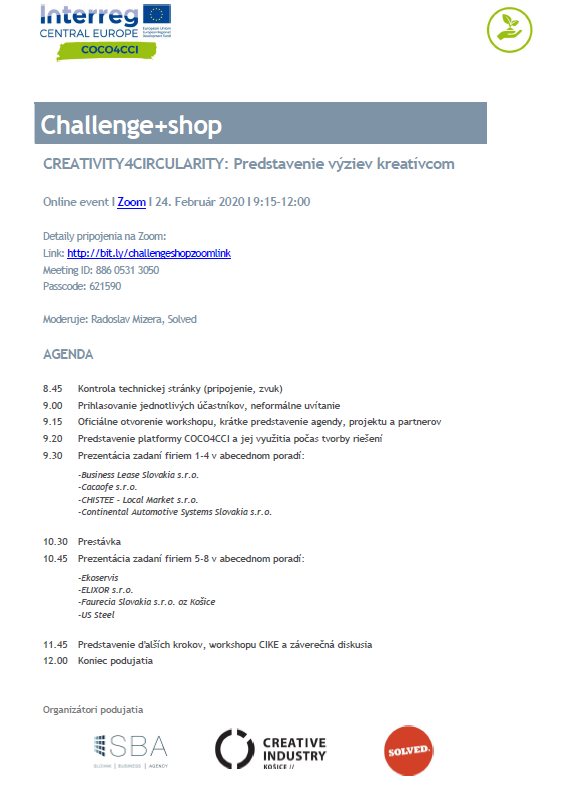 Interreg
CENTRAL EUROPE
European Union
European Regional
Development Fund
COCO4CCI
Challenge+shop
CREATIVITY4CIRCULARITY: Predstavenie výziev kreatívcom
Online event I Zoom I 24. Február 2020 I 9:15-12:00
Detaily pripojenia na Zoom:
Link: http://bit.ly/challengeshopzoomlink
Meeting ID: 886 0531 3050
Passcode: 621590
Moderuje: Radoslav Mizera, Solved
AGENDA
8.45 Kontrola technickej stránky (pripojenie, zvuk)
9.00 Prihlasovanie jednotlivých účastníkov, neformálne uvítanie
9.15 Oficiálne otvorenie workshopu, krátke predstavenie agendy, projektu a partnerov
9.20 Predstavenie platformy COCO4CCI a jej využitia počas tvorby riešení
9.30 Prezentácia zadaní firiem 1-4 v abecednom poradí:
-Business Lease Slovakia s.r.o.
-Cacaofe s.r.o.
-CHISTEE - Local Market s.r.o.
-Continental Automotive Systems Slovakia s.r.o.
10.30 Prestávka
10.45 Prezentácia zadaní firiem 5-8 v abecednom poradí:
-Ekoservis
-ELIXOR s.r.o.
-Faurecia Slovakia s.r.o. oz Košice
-US Steel
11.45 Predstavenie ďalších krokov, workshopu CIKE a záverečná diskusia
12.00 Koniec podujatia
Organizátori podujatia
SBA
SLOVAK | BUSINESS | AGENCY
CREATIVE
INDUSTRY
KOŠICE //
SOLVED.